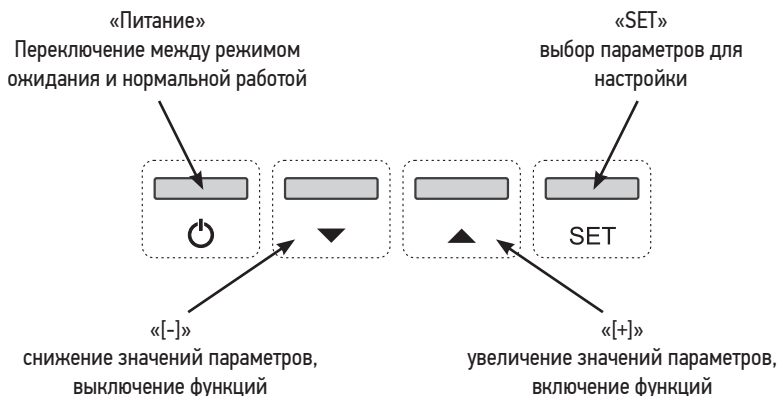 «Питание»
Переключение между режимом
ожидания и нормальной работой
«SET»
выбор параметров для
настройки
SET
«[-]»
снижение значений параметров,
выключение функций
«[+]»
увеличение значений параметров,
включение функций